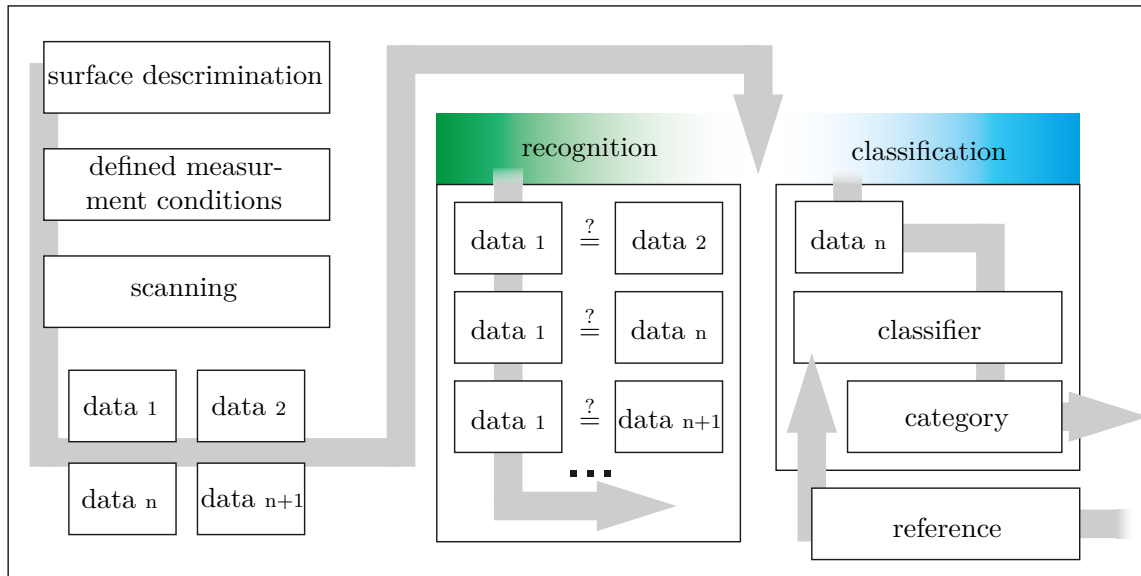 surface descrimination
defined measur-
ment conditions
scanning
data 1
data 2
data n
data n+1
recognition
data 1 ?= data 2
data 1 ?= data n
data 1 ?= data n+1
...
classification
data n
classifier
category
reference